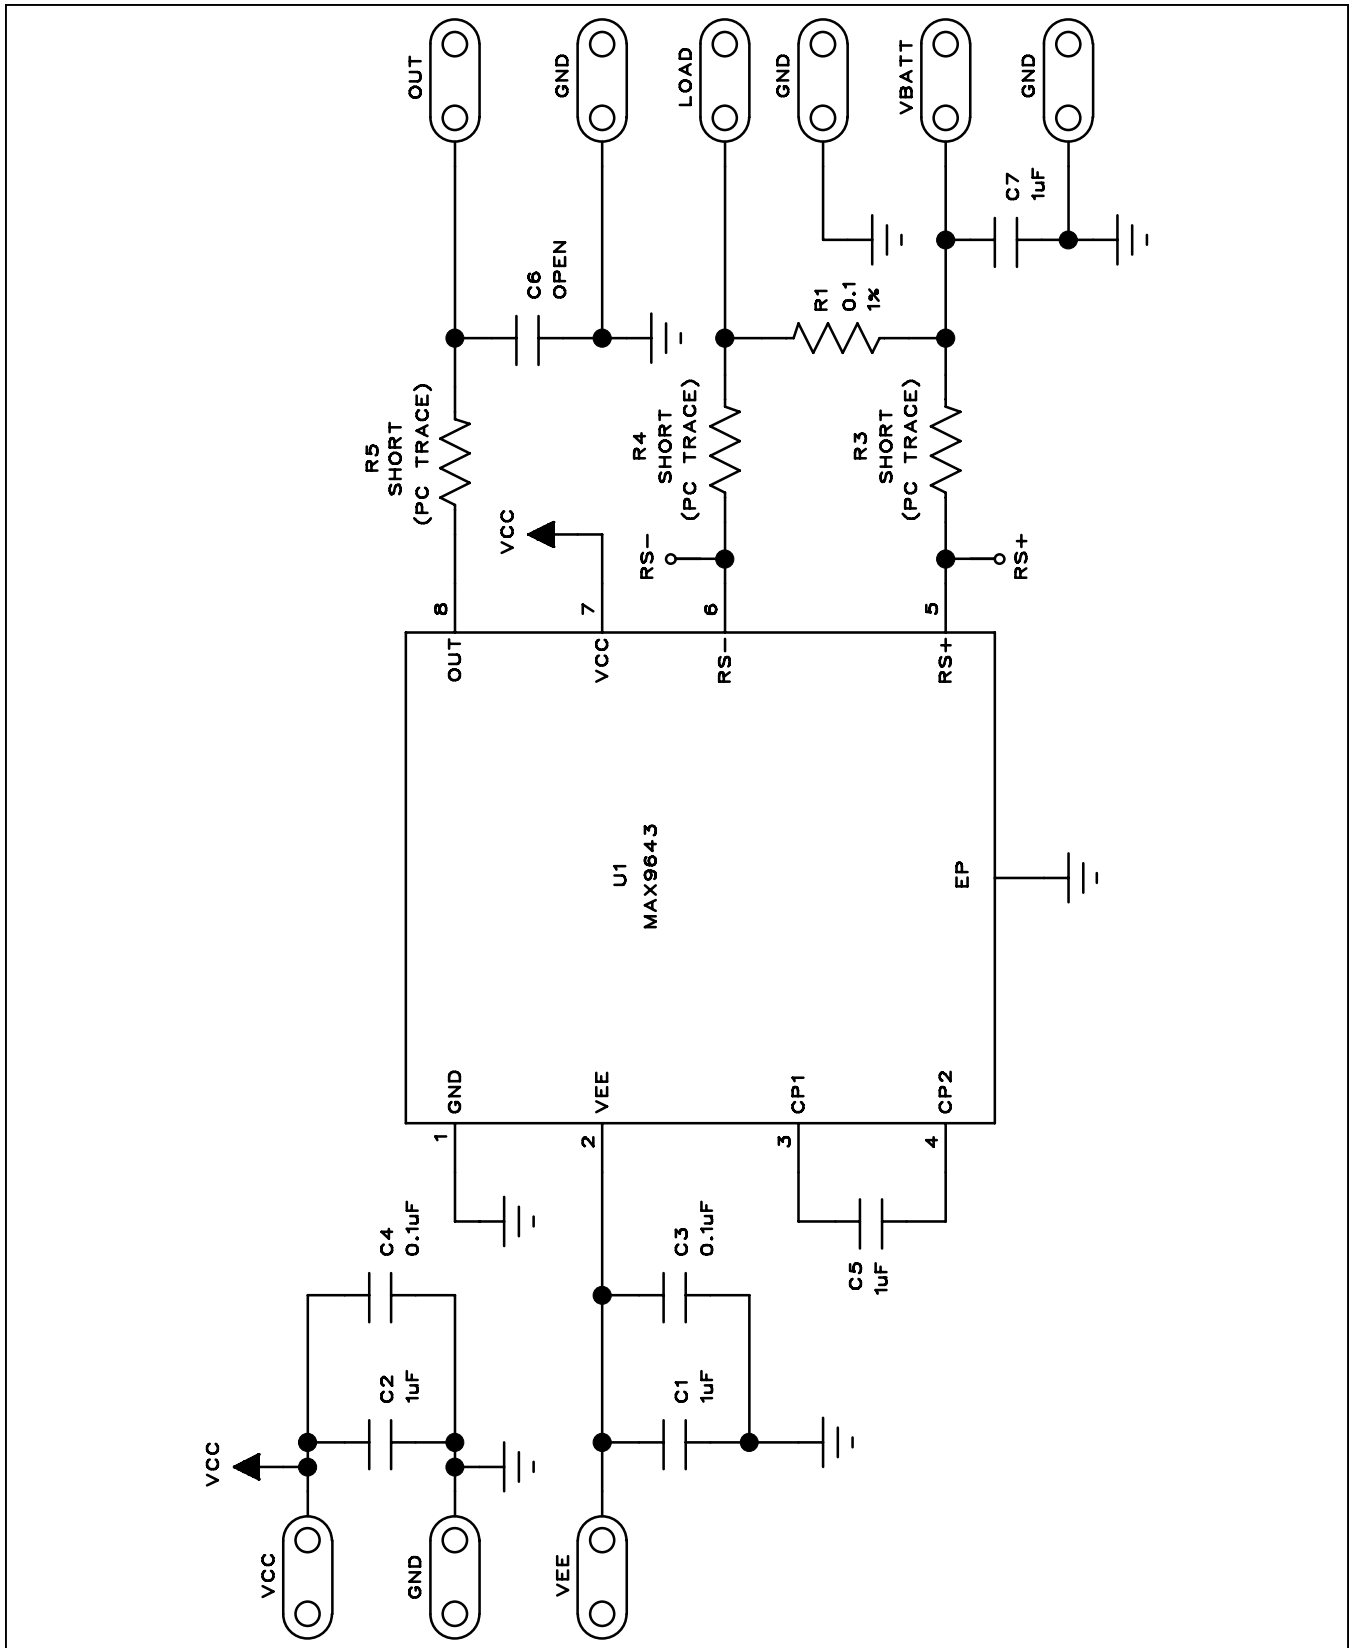 VCC
VCC
GND
VEE
C2
1uF
C4
0.1uF
C1
1uF
C3
0.1uF
C5
1uF
1
2
3
4
GND
VEE
CP1
CP2
U1
MAX9643
EP
OUT
VCC
RS-
RS+
8
7
6
5
VCC
RS-
RS+
R5
SHORT
(PC TRACE)
R4
SHORT
(PC TRACE)
R3
SHORT
(PC TRACE)
C6
OPEN
R1
0.1
1%
C7
1uF
OUT
GND
LOAD
GND
VBATT
GND